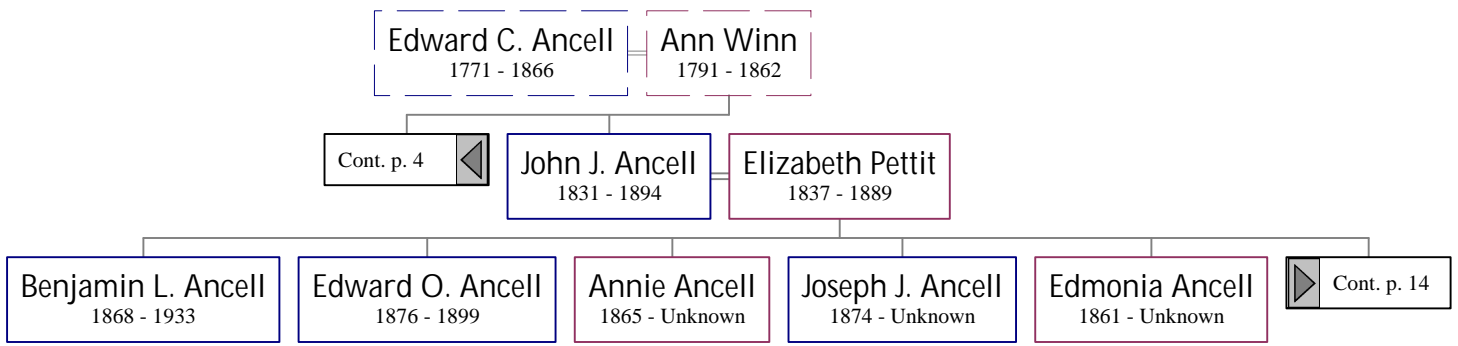 Edward C. Ancell
1771 - 1866
Ann Winn
1791 - 1862
Cont. p. 4
John J. Ancell
1831 - 1894
Elizabeth Pettit
1837 - 1889
Benjamin L. Ancell
1868 - 1933
Edward O. Ancell
1876 - 1899
Annie Ancell
1865 - Unknown
Joseph J. Ancell
1874 - Unknown
Edmonia Ancell
1861 - Unknown
Cont. p. 14